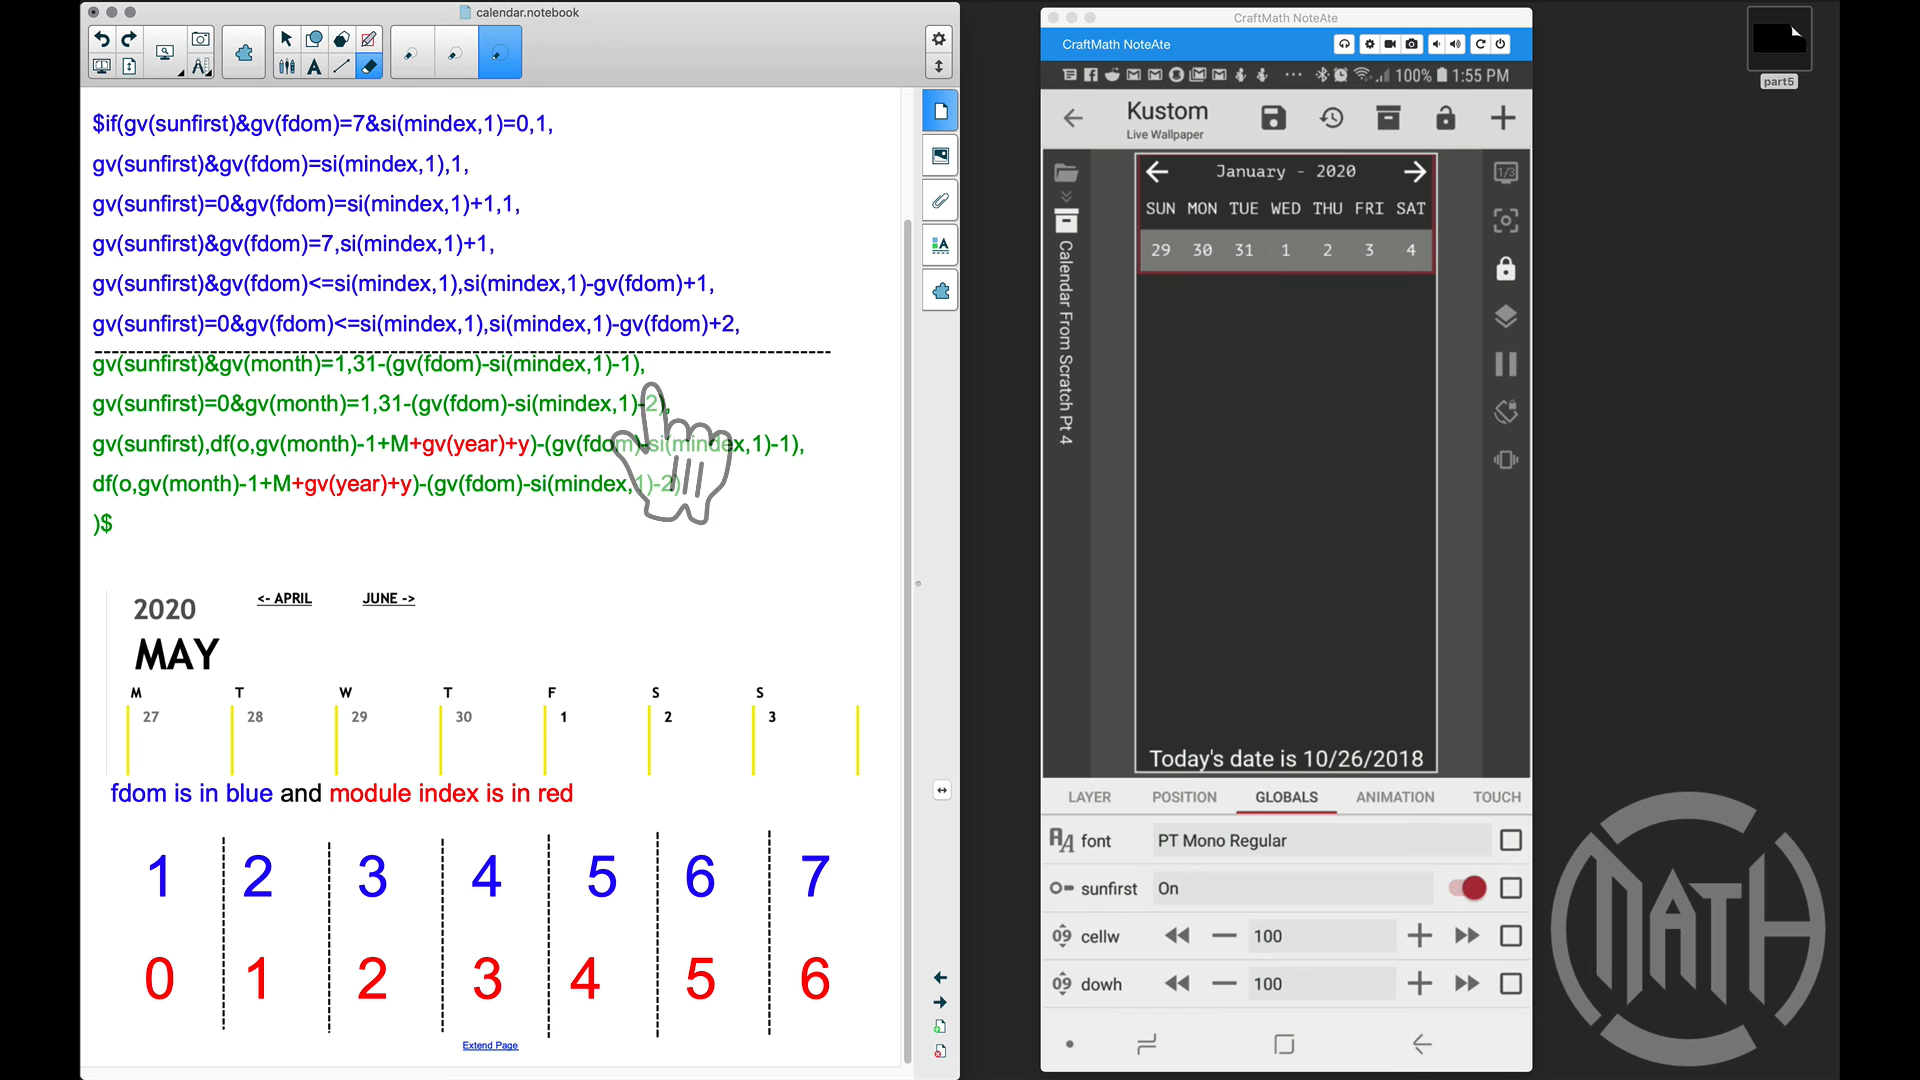 calendar.notebook
$if(gv(sunfirst)&gv(fdom)=7&si(mindex,1)=0,1,
gv(sunfirst)&gv(fdom)=si(mindex,1),1,
gv(sunfirst)=0&gv(fdom)=si(mindex,1)+1,1,
gv(sunfirst)&gv(fdom)=7,si(mindex,1)+1,
gv(sunfirst)&gv(fdom)<=si(mindex,1),si(mindex,1)-gv(fdom)+1,
gv(sunfirst)=0&gv(fdom)<=si(mindex,1),si(mindex,1)-gv(fdom)+2,
gv(sunfirst)&gv(month)=1,31-(gv(fdom)-si(mindex,1)-1),
gv(sunfirst)=0&gv(month)=1,31-(gv(fdom)-si(mindex,1)-2),
gv(sunfirst),df(o,gv(month)-1+M+gv(year)+y)-(gv(fdom)-si(mindex,1)-1),
df(o,gv(month)-1+M+gv(year)+y)-(gv(fdom)-si(mindex,1)-2)
)$
2020
<- APRIL JUNE ->
MAY
M T W T F S S
27 28 29 30 1 2 3
fdom is in blue and module index is in red
1 2 3 4 5 6 7
0 1 2 3 4 5 6
Extend Page
CraftMath NoteAte
CraftMath NoteAte
100% 1:55 PM
Kustom
Live Wallpaper
1/3
January - 2020
SUN MON TUE WED THU FRI SAT
29 30 31 1 2 3 4
Calendar From Scratch Pt 4
Today's date is 10/26/2018
LAYER POSITION GLOBALS ANIMATION TOUCH
font PT Mono Regular
sunfirst On
09 cellw 100
09 dowh 100
part5
MATH